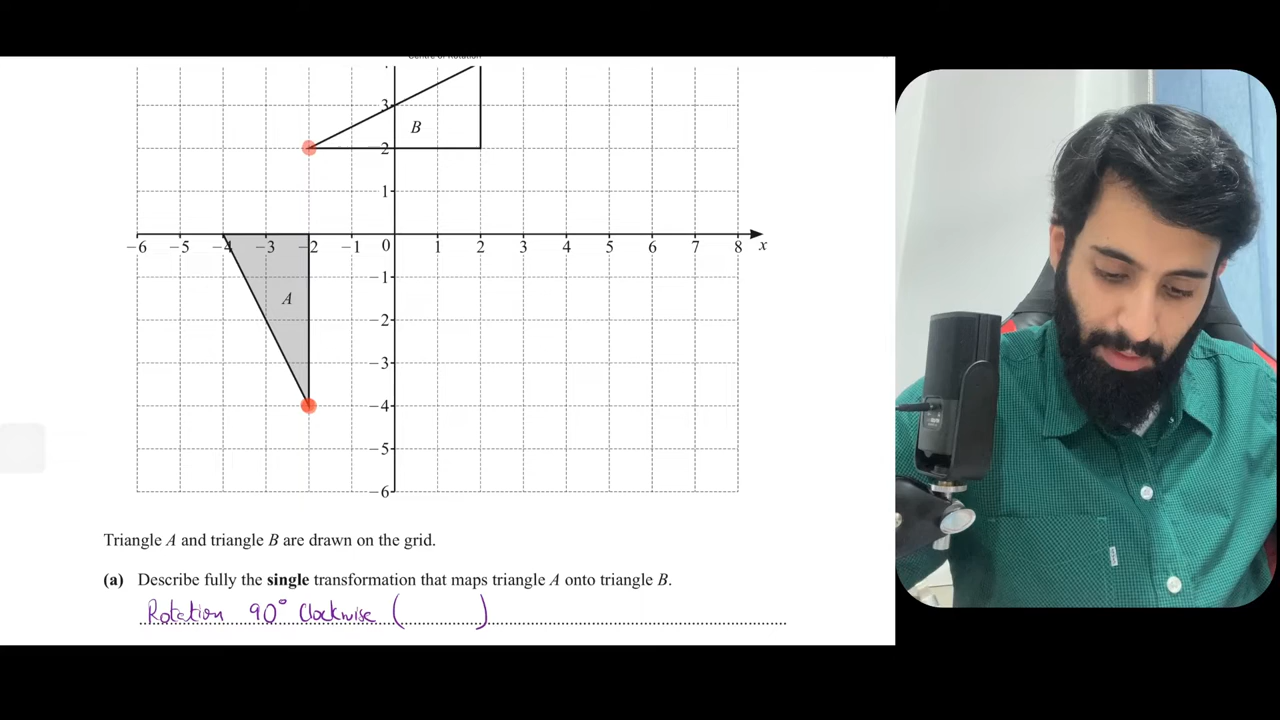 Centre of Rotation
3
B
2
1
−6 −5 −4 −3 −2 −1 0 1 2 3 4 5 6 7 8 x
−1
A
−2
−3
−4
−5
−6
Triangle A and triangle B are drawn on the grid.
(a) Describe fully the single transformation that maps triangle A onto triangle B.
Rotation 90° Clockwise ( )